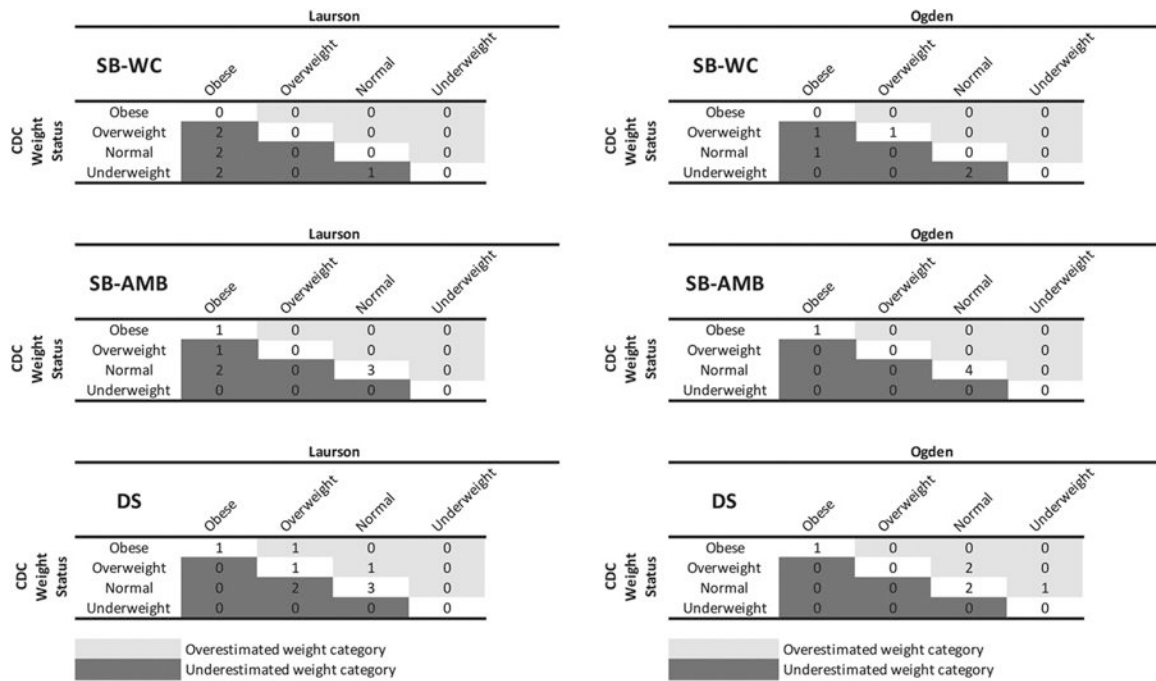 Laurson
SB-WC Obese Overweight Normal Underweight
CDC Weight Status
Obese 0 0 0 0
Overweight 2 0 0 0
Normal 2 0 0 0
Underweight 2 0 1 0
Ogden
SB-WC Obese Overweight Normal Underweight
CDC Weight Status
Obese 0 0 0 0
Overweight 1 1 0 0
Normal 1 0 0 0
Underweight 0 0 2 0
Laurson
SB-AMB Obese Overweight Normal Underweight
CDC Weight Status
Obese 1 0 0 0
Overweight 1 0 0 0
Normal 2 0 3 0
Underweight 0 0 0 0
Ogden
SB-AMB Obese Overweight Normal Underweight
CDC Weight Status
Obese 1 0 0 0
Overweight 0 0 0 0
Normal 0 0 4 0
Underweight 0 0 0 0
Laurson
DS Obese Overweight Normal Underweight
CDC Weight Status
Obese 1 1 0 0
Overweight 0 1 1 0
Normal 0 2 3 0
Underweight 0 0 0 0
Overestimated weight category
Underestimated weight category
Ogden
DS Obese Overweight Normal Underweight
CDC Weight Status
Obese 1 0 0 0
Overweight 0 0 2 0
Normal 0 0 2 1
Underweight 0 0 0 0
Overestimated weight category
Underestimated weight category